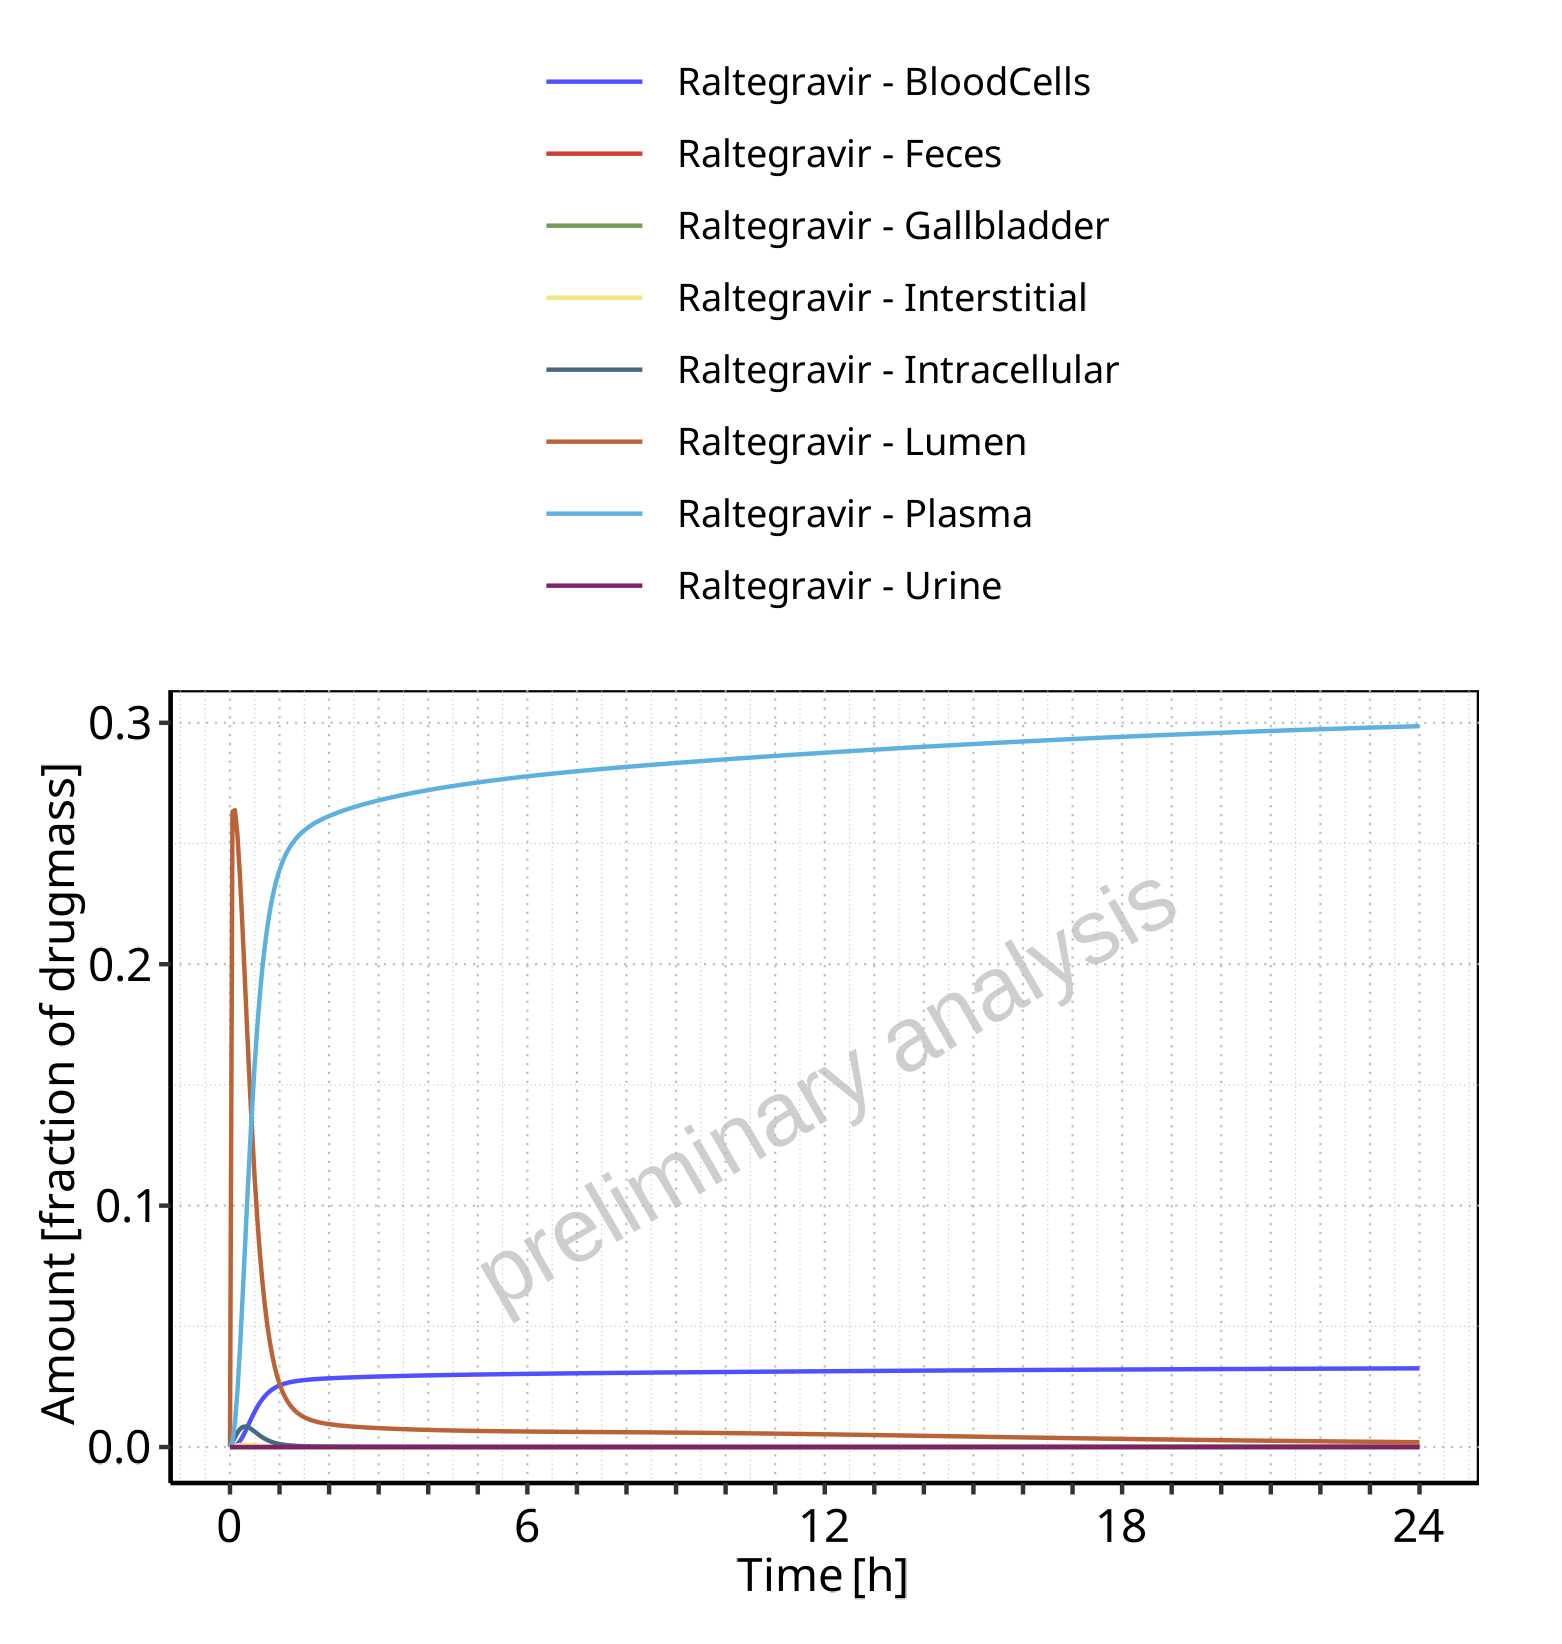 Raltegravir - BloodCells
Raltegravir - Feces
Raltegravir - Gallbladder
Raltegravir - Interstitial
Raltegravir - Intracellular
Raltegravir - Lumen
Raltegravir - Plasma
Raltegravir - Urine
Amount [fraction of drugmass]
0.3
0.2
0.1
0.0
preliminary analysis
0 6 12 18 24
Time [h]